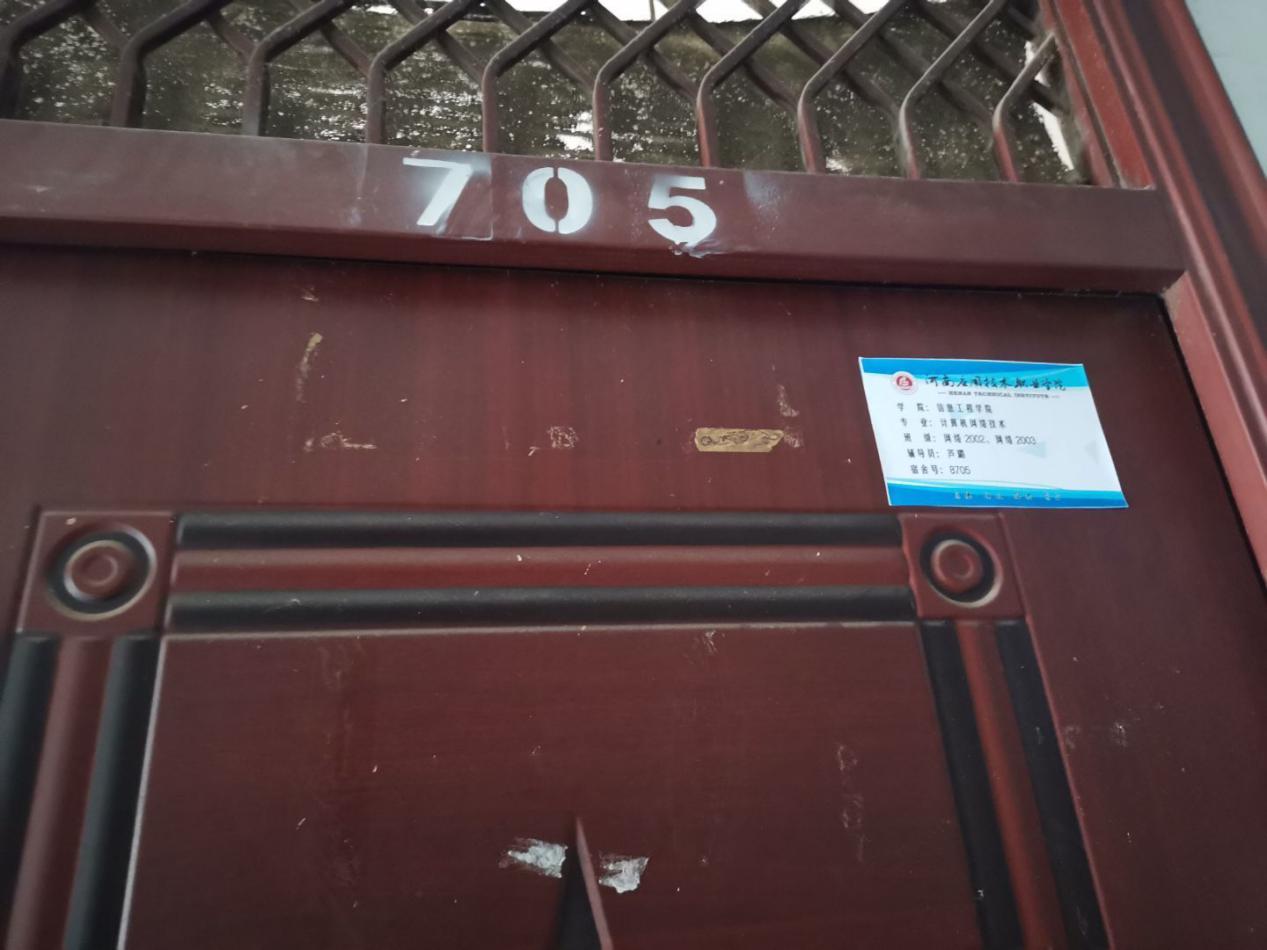 705
河南应用技术职业学院
HENAN TECHNICAL INSTITUTE
学 院：信息工程学院
专 业：计算机网络技术
班 级：网络2002、网络2003
辅导员：芦璐
宿舍号：8705